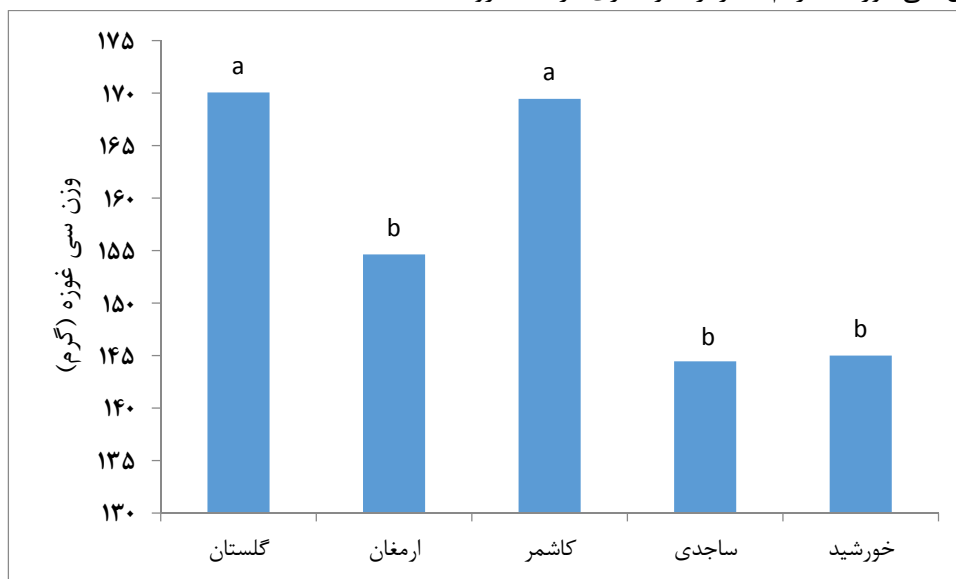 ۱۷۵
۱۷۰
۱۶۵
۱۶۰
۱۵۵
۱۵۰
۱۴۵
۱۴۰
۱۳۵
۱۳۰
وزن سی غوزه (گرم)
a
b
a
b
b
گلستان
ارمغان
کاشمر
ساجدی
خورشید